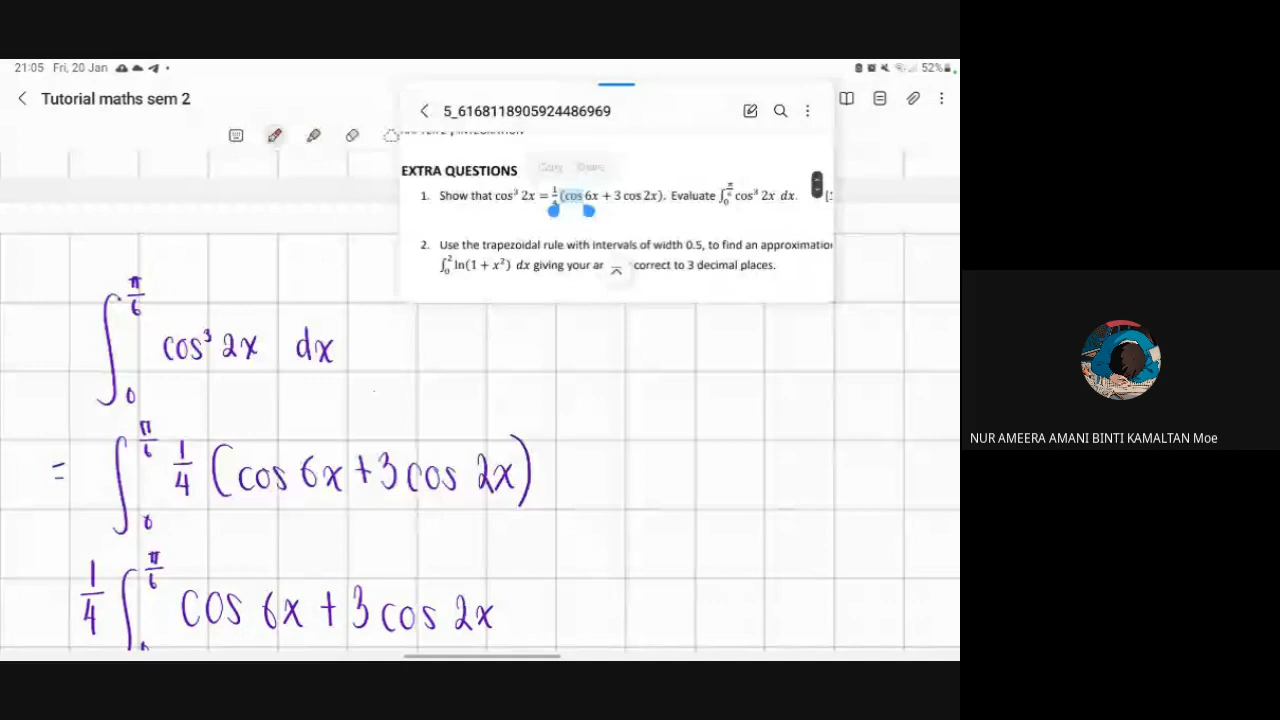 21:05 Fri, 20 Jan
52%
Tutorial maths sem 2
5_6168118905924486969
EXTRA QUESTIONS
Copy Share
1. Show that cos³ 2x = 1/4 (cos 6x + 3 cos 2x). Evaluate ∫₀^(π/6) cos³ 2x dx.
2. Use the trapezoidal rule with intervals of width 0.5, to find an
∫₀² ln(1 + x²) dx giving your correct to 3 decimal places.
∫₀^(π/6) cos³ 2x dx
= ∫₀^(π/6) 1/4 (cos 6x + 3 cos 2x)
1/4 ∫^(π/6) cos 6x + 3 cos 2x
NUR AMEERA AMANI BINTI KAMALTAN Moe